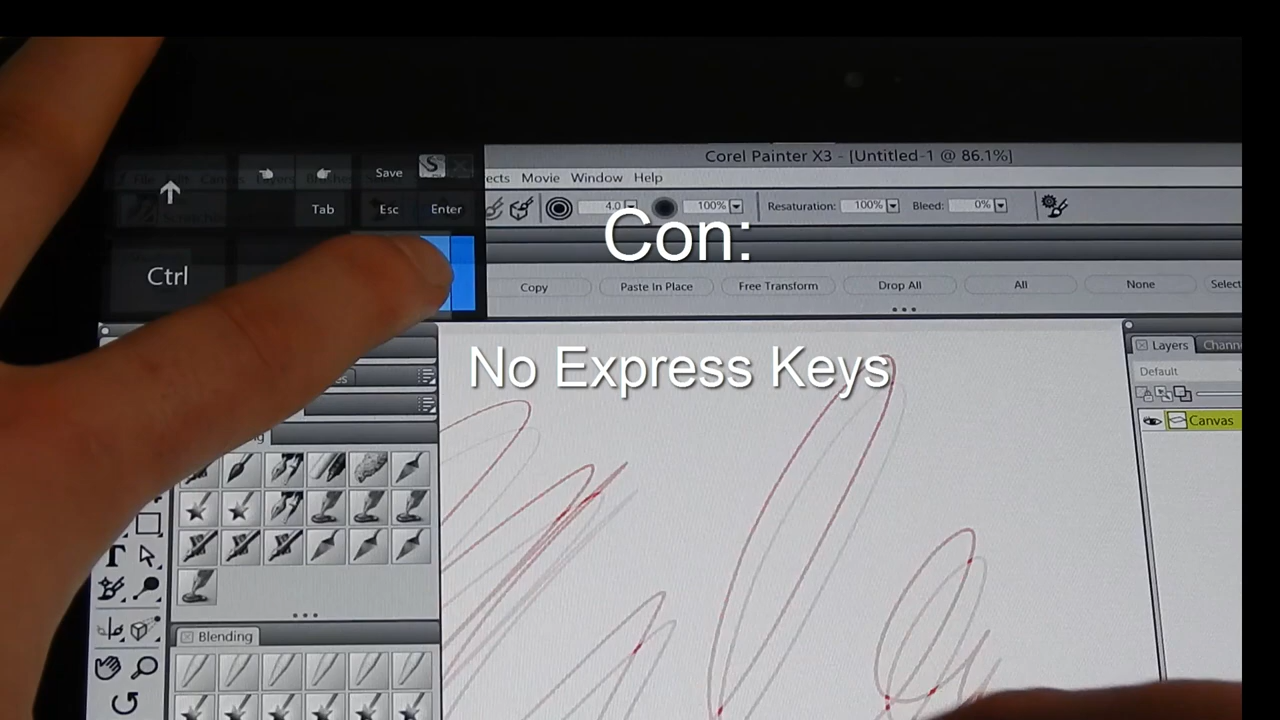 Corel Painter X3 - [Untitled-1 @ 86.1%]
Save
ects Movie Window Help
Tab Esc Enter
4.0 100% Resaturation: 100% Bleed: 0%
Con:
Ctrl
Copy Paste In Place Free Transform Drop All All None Select
No Express Keys
Layers Chann
Default
Canvas
T
Blending